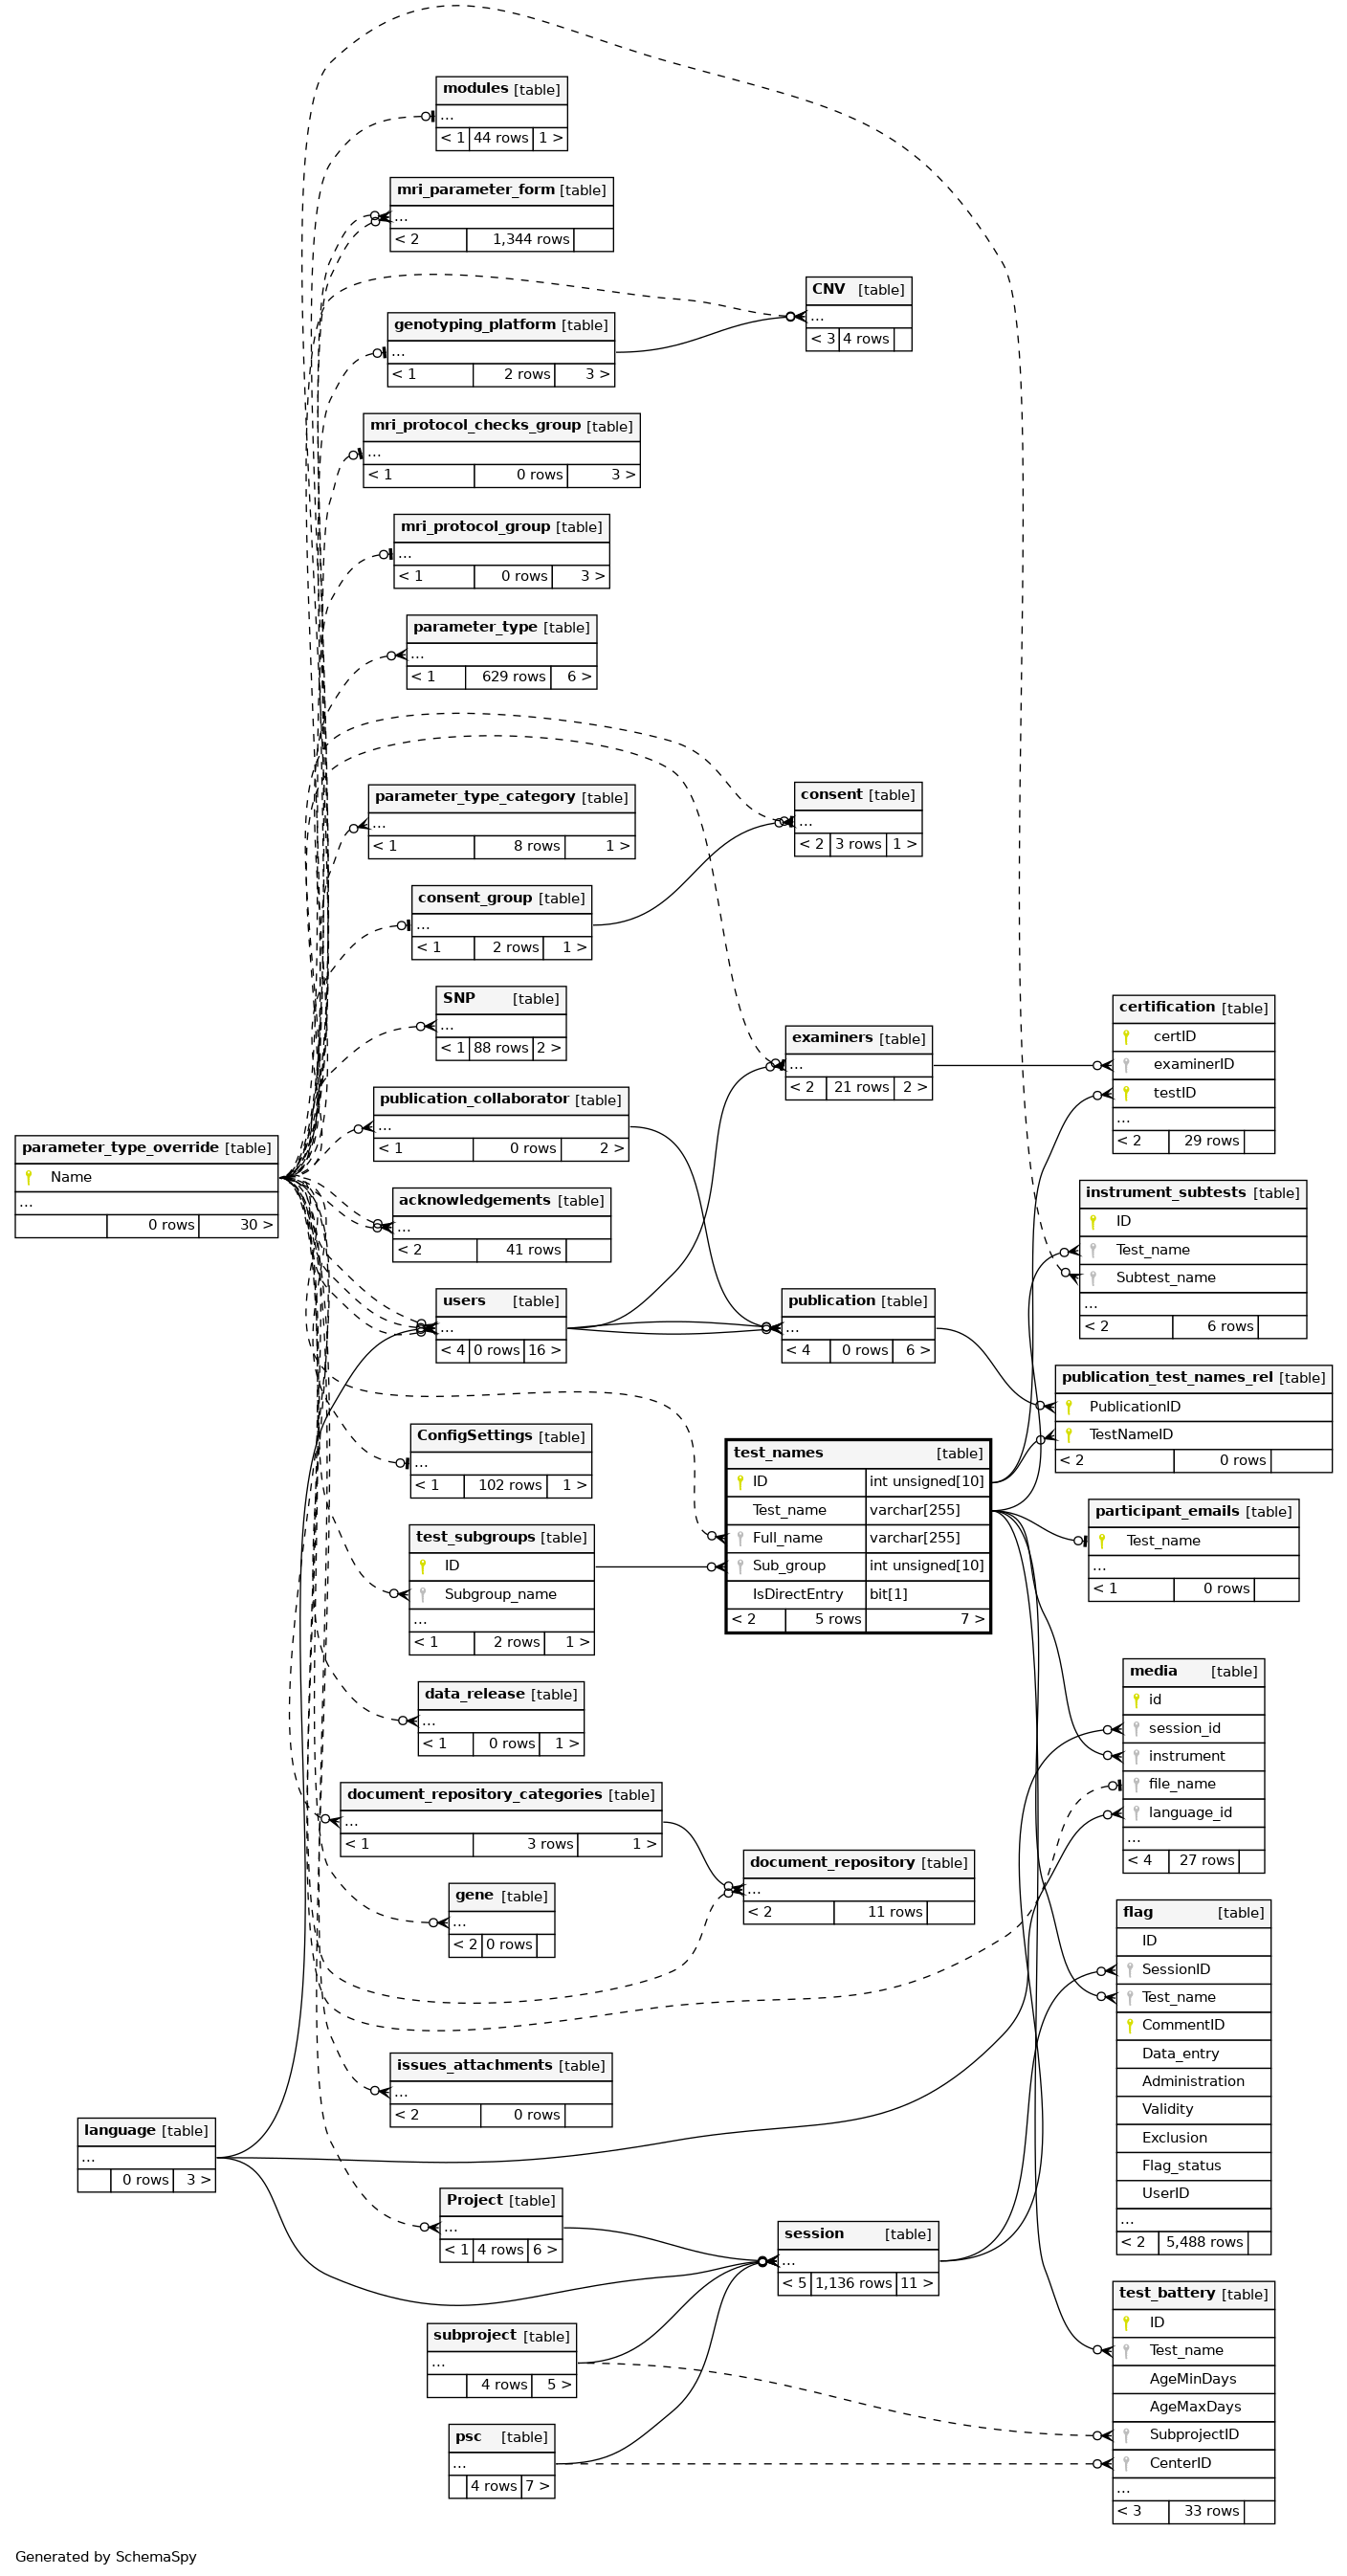 modules [table]
...
< 1 44 rows 1 >
mri_parameter_form [table]
...
< 2 1,344 rows
CNV [table]
...
< 3 4 rows
genotyping_platform [table]
...
< 1 2 rows 3 >
mri_protocol_checks_group [table]
...
< 1 0 rows 3 >
mri_protocol_group [table]
...
< 1 0 rows 3 >
parameter_type [table]
...
< 1 629 rows 6 >
parameter_type_category [table]
...
< 1 8 rows 1 >
consent [table]
...
< 2 3 rows 1 >
consent_group [table]
...
< 1 2 rows 1 >
SNP [table]
...
< 1 88 rows 2 >
examiners [table]
...
< 2 21 rows 2 >
certification [table]
certID
examinerID
testID
...
< 2 29 rows
publication_collaborator [table]
...
< 1 0 rows 2 >
parameter_type_override [table]
Name
...
0 rows 30 >
acknowledgements [table]
...
< 2 41 rows
instrument_subtests [table]
ID
Test_name
Subtest_name
...
< 2 6 rows
users [table]
...
< 4 0 rows 16 >
publication [table]
...
< 4 0 rows 6 >
publication_test_names_rel [table]
PublicationID
TestNameID
< 2 0 rows
ConfigSettings [table]
...
< 1 102 rows 1 >
test_names [table]
ID int unsigned[10]
Test_name varchar[255]
Full_name varchar[255]
Sub_group int unsigned[10]
IsDirectEntry bit[1]
< 2 5 rows 7 >
participant_emails [table]
Test_name
...
< 1 0 rows
test_subgroups [table]
ID
Subgroup_name
...
< 1 2 rows 1 >
media [table]
id
session_id
instrument
file_name
language_id
...
< 4 27 rows
data_release [table]
...
< 1 0 rows 1 >
document_repository_categories [table]
...
< 1 3 rows 1 >
document_repository [table]
...
< 2 11 rows
gene [table]
...
< 2 0 rows
flag [table]
ID
SessionID
Test_name
CommentID
Data_entry
Administration
Validity
Exclusion
Flag_status
UserID
...
< 2 5,488 rows
issues_attachments [table]
...
< 2 0 rows
language [table]
...
0 rows 3 >
Project [table]
...
< 1 4 rows 6 >
session [table]
...
< 5 1,136 rows 11 >
subproject [table]
...
4 rows 5 >
test_battery [table]
ID
Test_name
AgeMinDays
AgeMaxDays
SubprojectID
CenterID
...
< 3 33 rows
psc [table]
...
4 rows 7 >
Generated by SchemaSpy